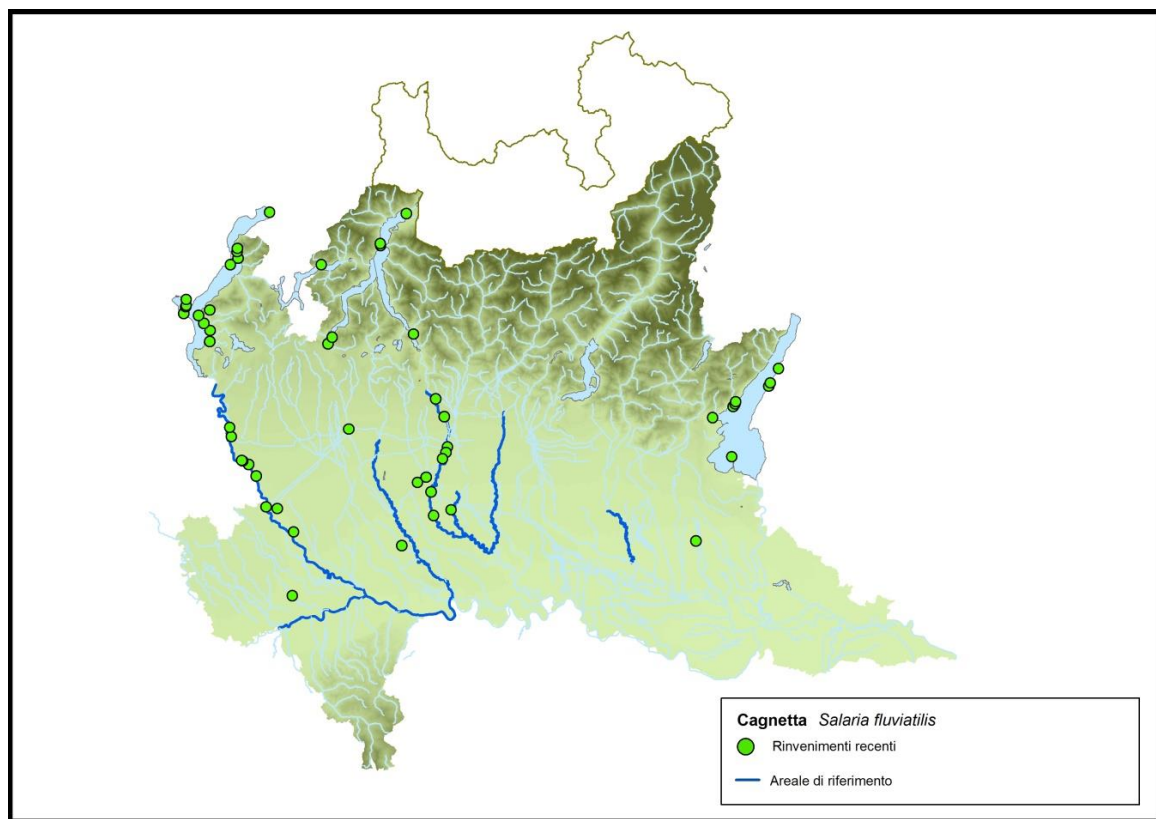 Cagnetta Salaria fluviatilis
Rinvenimenti recenti
Areale di riferimento